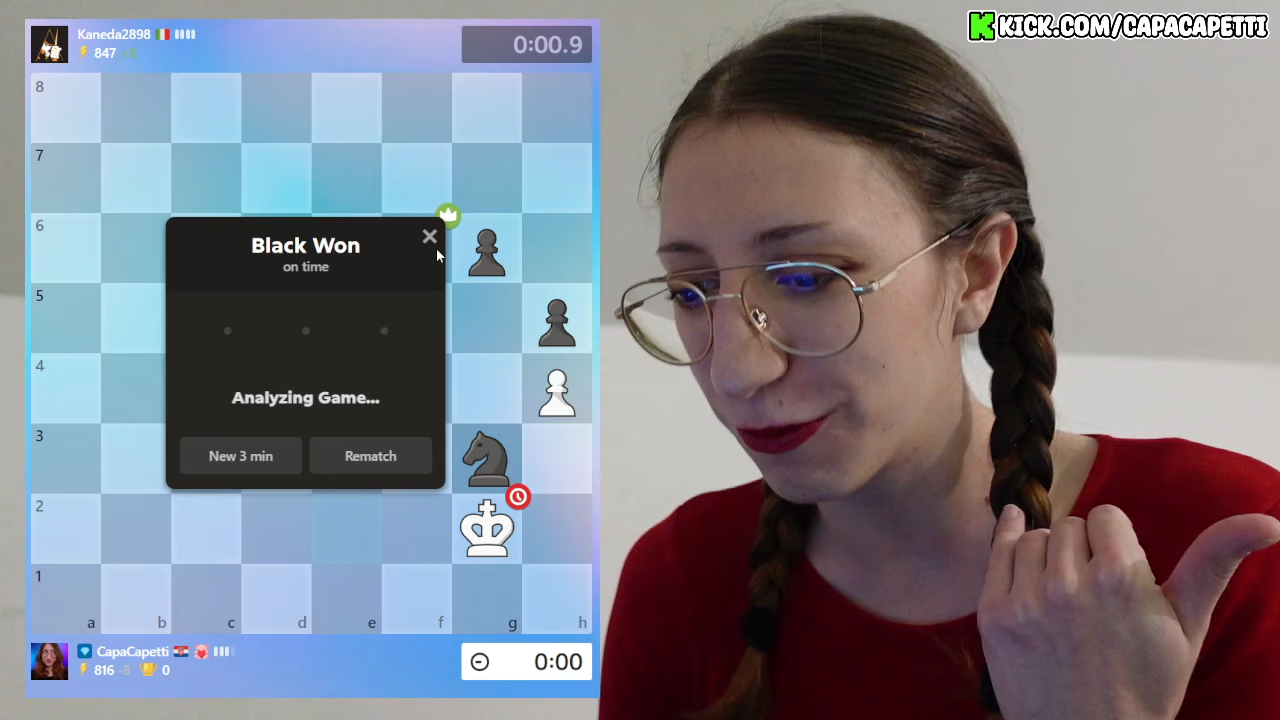 KICK.COM/CAPACAPETTI
Kaneda2898
847 +8
0:00.9
8
7
6
5
4
3
2
1
Black Won
on time
Analyzing Game...
New 3 min
Rematch
a b c d e f g h
CapaCapetti
816 -8 0
0:00